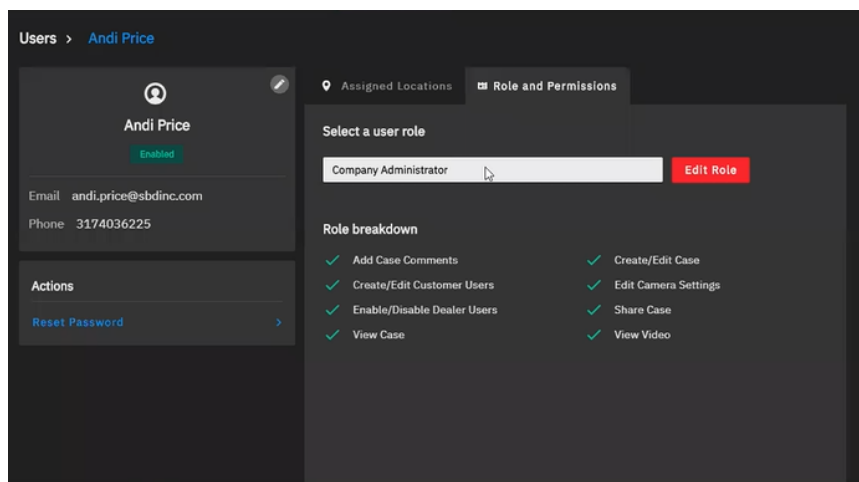 Users > Andi Price
Andi Price
Enabled
Email andi.price@sbdinc.com
Phone 3174036225
Actions
Reset Password >
Assigned Locations Role and Permissions
Select a user role
Company Administrator Edit Role
Role breakdown
Add Case Comments Create/Edit Case
Create/Edit Customer Users Edit Camera Settings
Enable/Disable Dealer Users Share Case
View Case View Video